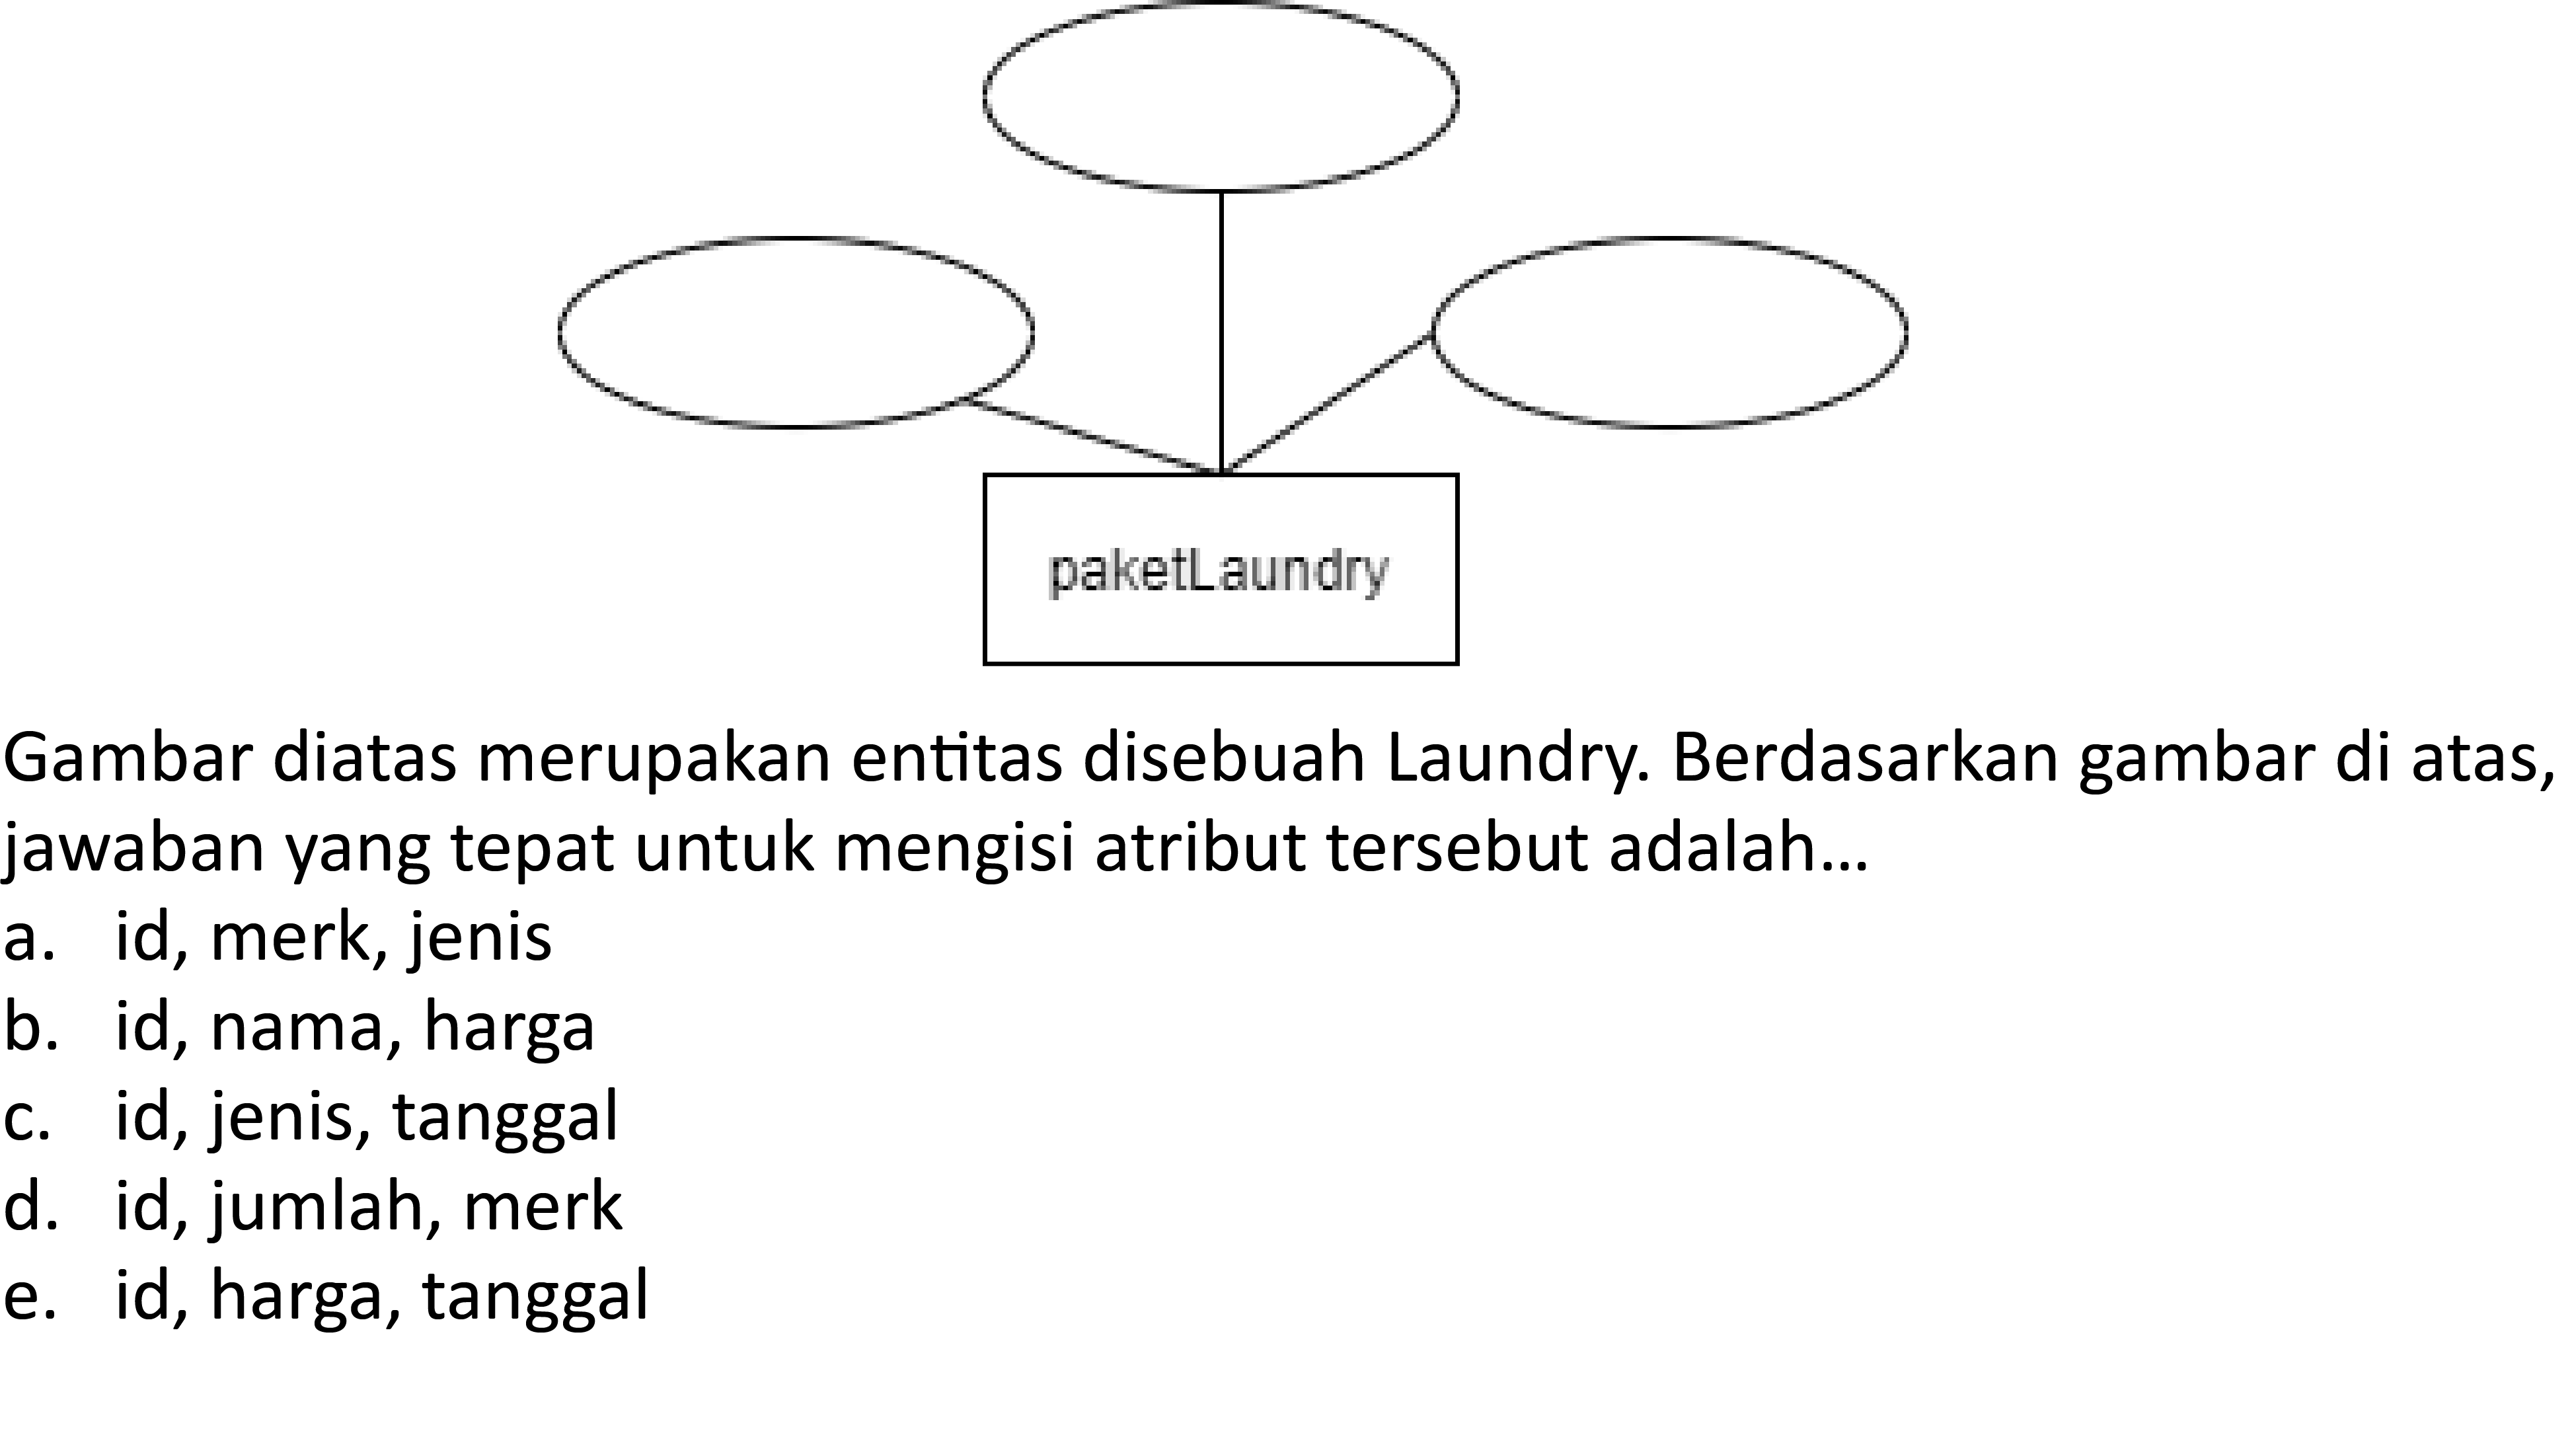 paketLaundry
Gambar diatas merupakan entitas disebuah Laundry. Berdasarkan gambar di atas,
jawaban yang tepat untuk mengisi atribut tersebut adalah...
a. id, merk, jenis
b. id, nama, harga
c. id, jenis, tanggal
d. id, jumlah, merk
e. id, harga, tanggal